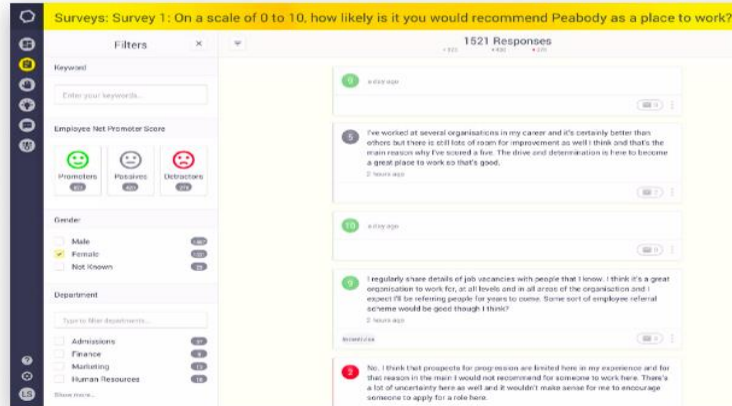 Surveys: Survey 1: On a scale of 0 to 10, how likely is it you would recommend Peabody as a place to work?
Filters
×
1521 Responses
Keyword
Enter your keywords...
Employee Net Promoter Score
Promoters
Passives
Detractors
Gender
Male
Female
Not Known
Department
Type to filter departments...
Admissions
Finance
Marketing
Human Resources
Show more...
LS
a day ago
5
I've worked at several organisations in my career and it's certainly better than
others but there is still lots of room for improvement as well I think and that's the
main reason why I've scored a five. The drive and determination is here to become
a great place to work so that's good.
2 hours ago
10
a day ago
9
I regularly share details of job vacancies with people that I know. I think it's a great
organisation to work for, at all levels and in all areas of the organisation and I
expect I'll be referring people for years to come. Some sort of employee referral
scheme would be good though I think?
2 hours ago
Incentives
2
No. I think that prospects for progression are limited here in my experience and for
that reason in the main I would not recommend for someone to work here. There's
a lot of uncertainty here as well and it wouldn't make sense for me to encourage
someone to apply for a role here.